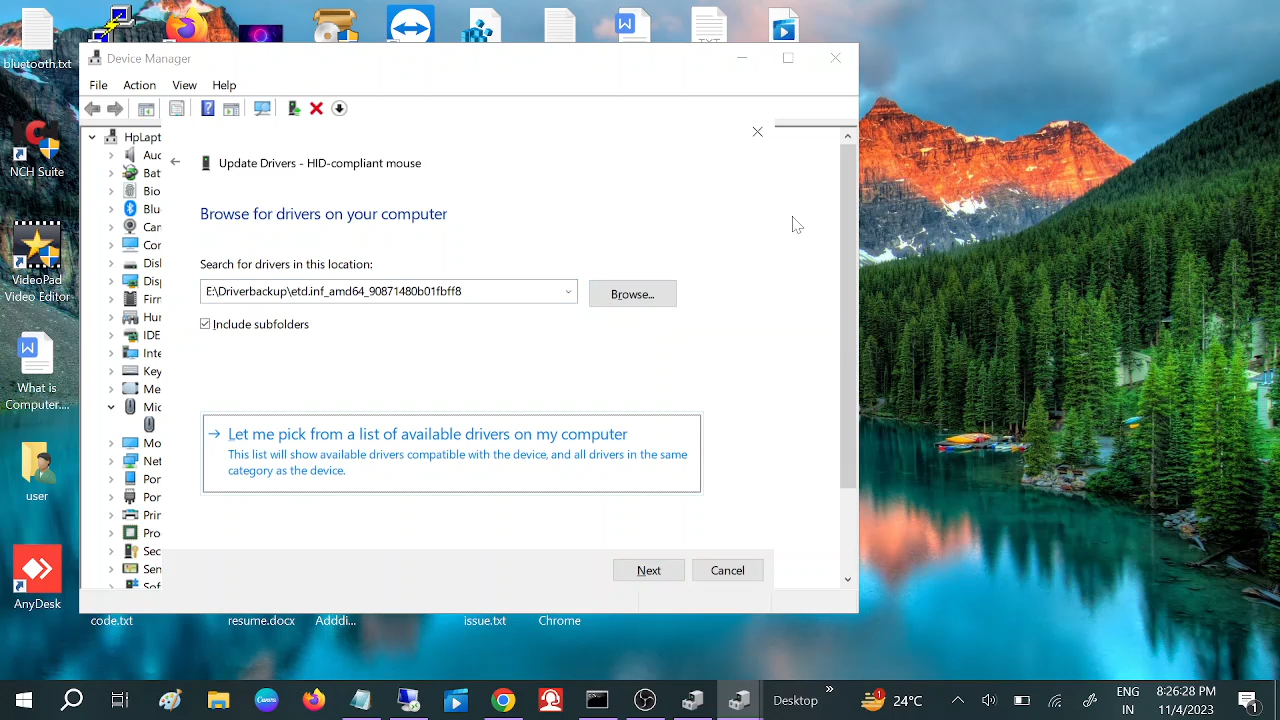 bluetooth.txt
Device Manager
File Action View Help
HpLapt
Auc
Bat
Bio
Blu
Car
Cor
Disl
Disp
Firn
Hur
IDE
Inte
Key
Me
Mic
Mo
Net
Por
Por
Prir
Pro
Sec
Sen
Sof
Update Drivers - HID-compliant mouse
Browse for drivers on your computer
Search for drivers in this location:
E:\Driverbackup\etd.inf_amd64_90871480b01fbff8
Browse...
Include subfolders
Let me pick from a list of available drivers on my computer
This list will show available drivers compatible with the device, and all drivers in the same
category as the device.
Next Cancel
NCH Suite
VideoPad
Video Editor
What is
Computer....
user
AnyDesk
code.txt
resume.docx
Adddi...
issue.txt
Chrome
TXT
Canva
Desktop
1
24°C
ENG
IN
8:26:28 PM
11/4/2023